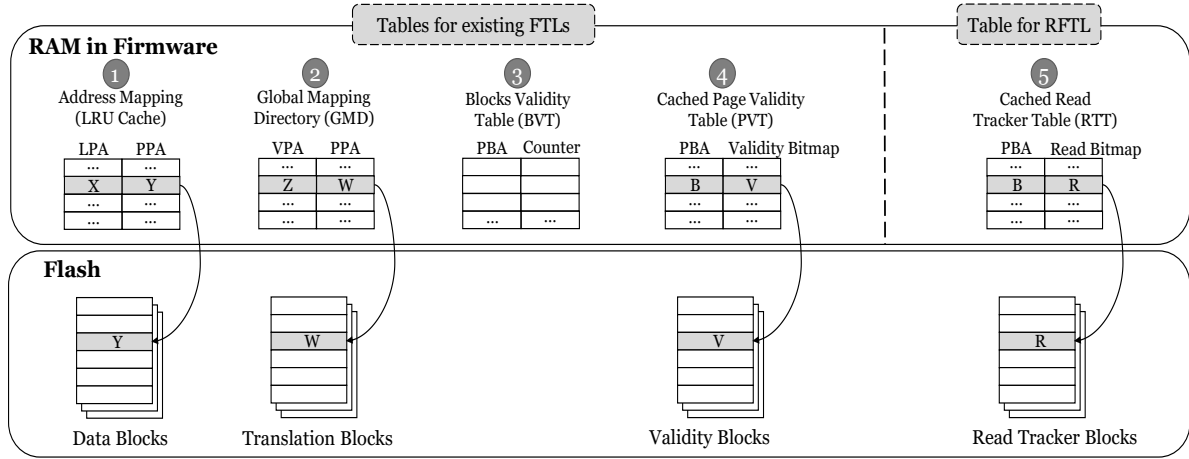 Tables for existing FTLs
Table for RFTL
RAM in Firmware
1
Address Mapping
(LRU Cache)
LPA PPA
... ...
X Y
... ...
... ...
2
Global Mapping
Directory (GMD)
VPA PPA
... ...
Z W
... ...
... ...
3
Blocks Validity
Table (BVT)
PBA Counter
... ...
4
Cached Page Validity
Table (PVT)
PBA Validity Bitmap
... ...
B V
... ...
... ...
5
Cached Read
Tracker Table (RTT)
PBA Read Bitmap
... ...
B R
... ...
... ...
Flash
Y
Data Blocks
W
Translation Blocks
V
Validity Blocks
R
Read Tracker Blocks